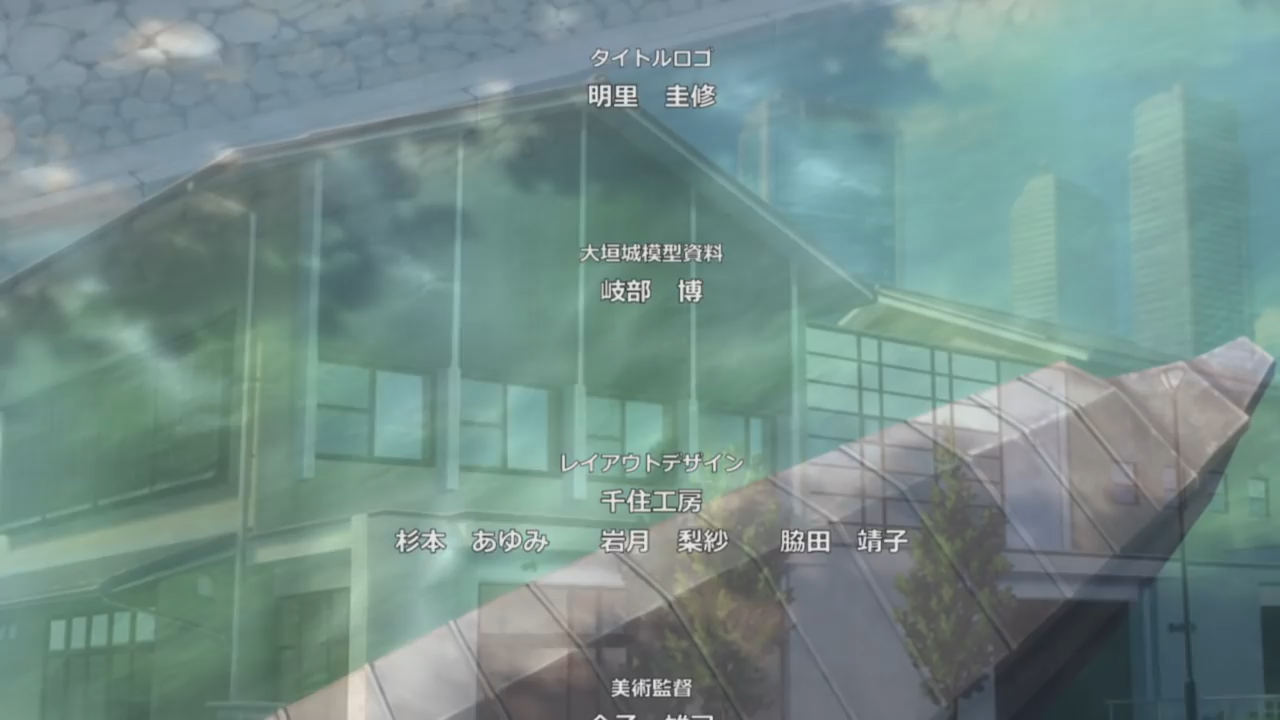 タイトルロゴ
明里　圭修
大垣城模型資料
岐部　博
レイアウトデザイン
千住工房
杉本　あゆみ　　岩月　梨紗　　脇田　靖子
美術監督